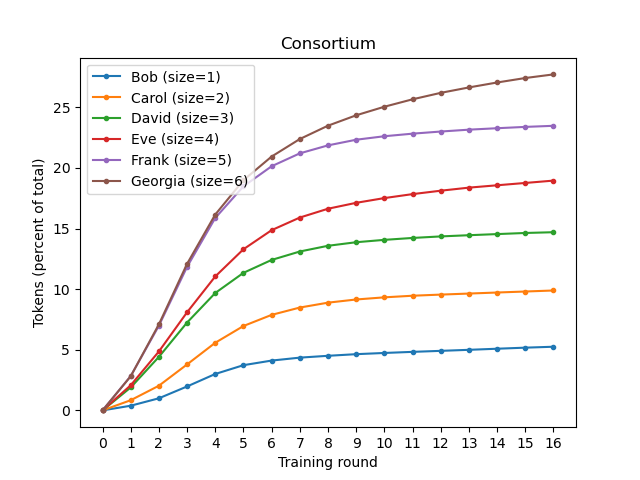 Consortium
Bob (size=1)
Carol (size=2)
David (size=3)
Eve (size=4)
Frank (size=5)
Georgia (size=6)
Tokens (percent of total)
25
20
15
10
5
0
0 1 2 3 4 5 6 7 8 9 10 11 12 13 14 15 16
Training round